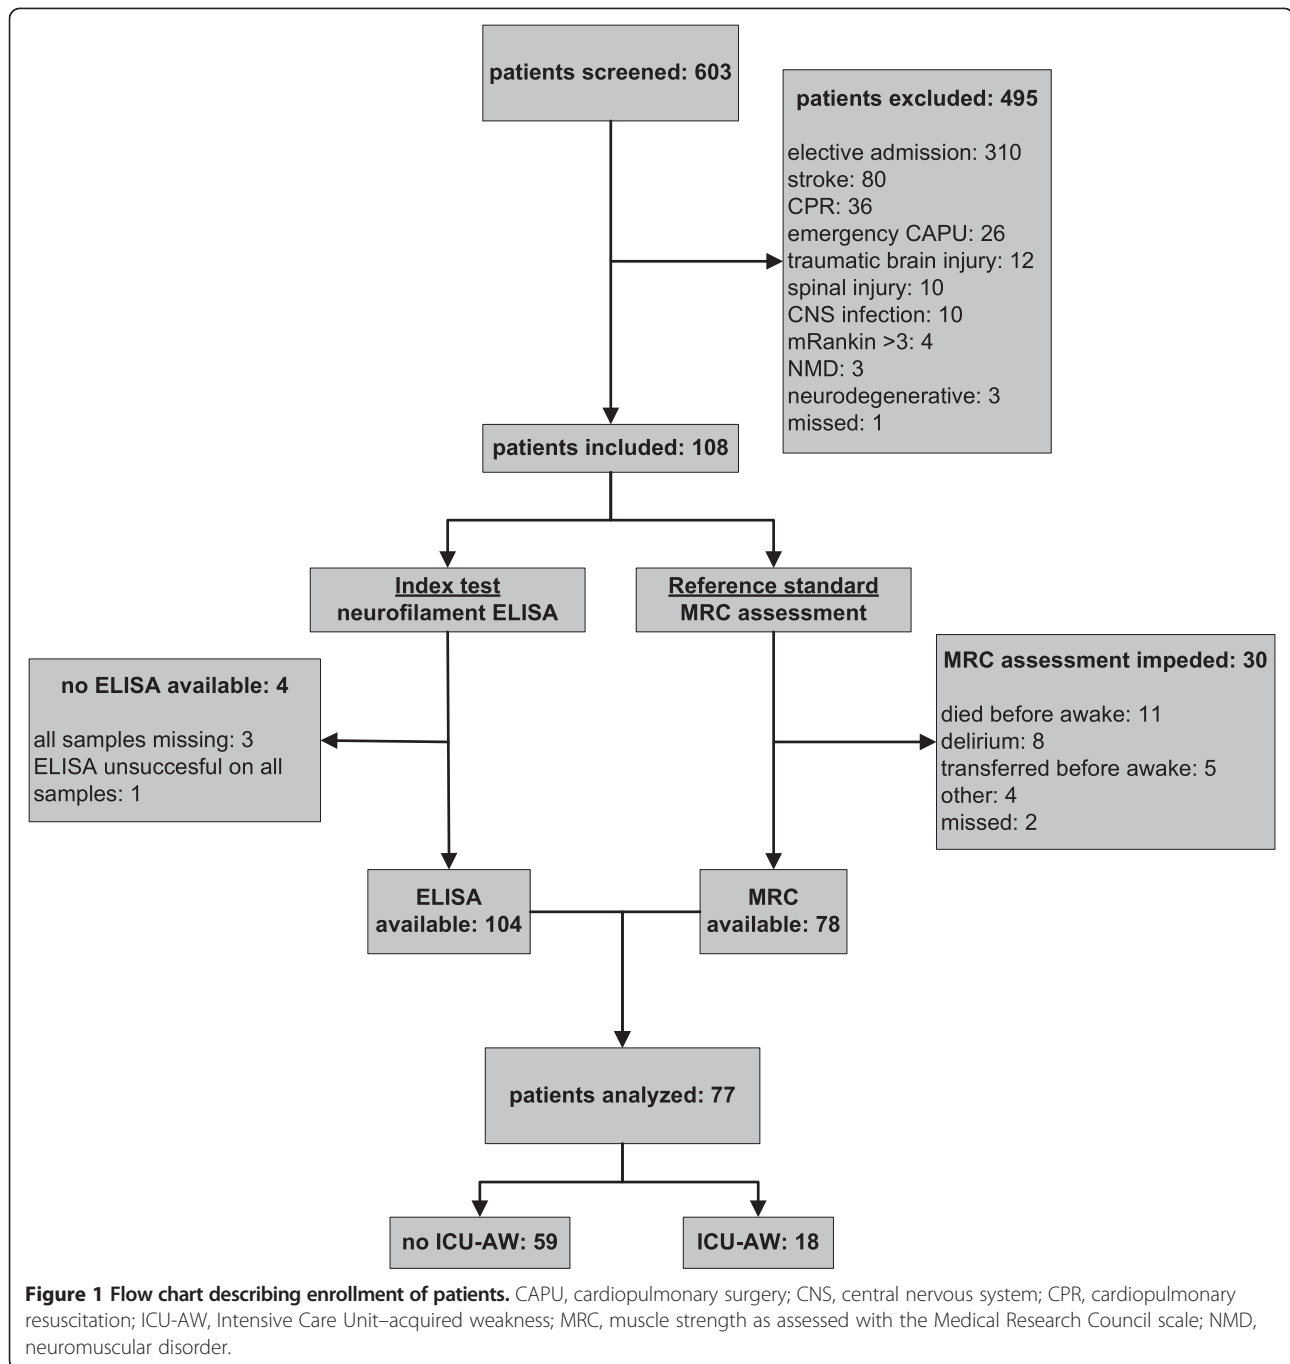 patients screened: 603
patients excluded: 495
elective admission: 310
stroke: 80
CPR: 36
emergency CAPU: 26
traumatic brain injury: 12
spinal injury: 10
CNS infection: 10
mRankin >3: 4
NMD: 3
neurodegenerative: 3
missed: 1
patients included: 108
Index test
neurofilament ELISA
Reference standard
MRC assessment
no ELISA available: 4
all samples missing: 3
ELISA unsuccesful on all
samples: 1
MRC assessment impeded: 30
died before awake: 11
delirium: 8
transferred before awake: 5
other: 4
missed: 2
ELISA
available: 104
MRC
available: 78
patients analyzed: 77
no ICU-AW: 59
ICU-AW: 18
Figure 1 Flow chart describing enrollment of patients. CAPU, cardiopulmonary surgery; CNS, central nervous system; CPR, cardiopulmonary
resuscitation; ICU-AW, Intensive Care Unit–acquired weakness; MRC, muscle strength as assessed with the Medical Research Council scale; NMD,
neuromuscular disorder.